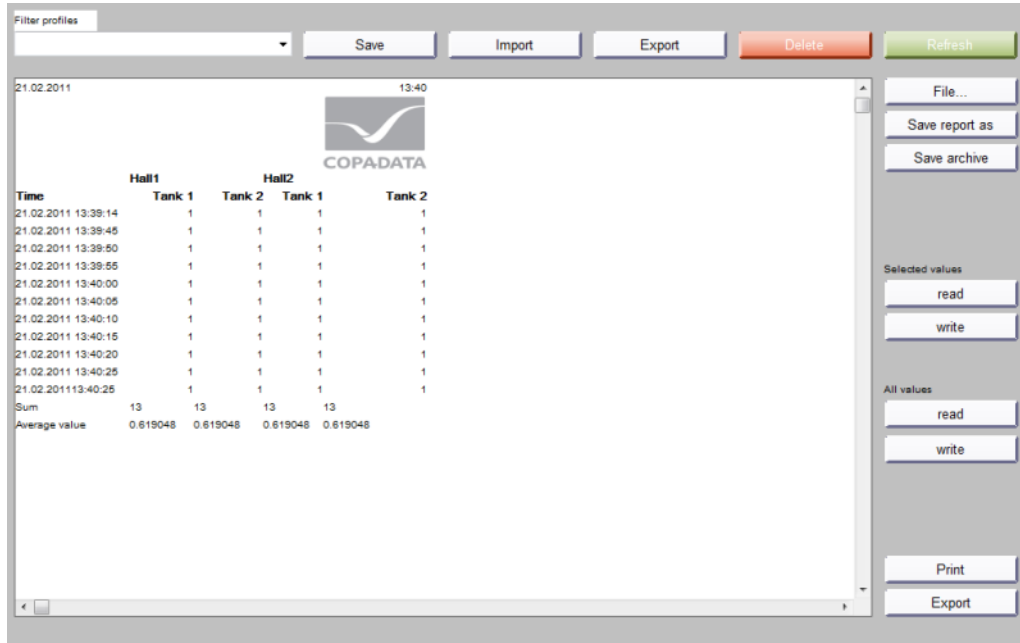 Filter profiles
Save Import Export Delete Refresh
21.02.2011 13:40
File...
Save report as
Save archive
COPADATA
Hall1 Hall2
Time Tank 1 Tank 2 Tank 1 Tank 2
21.02.2011 13:39:14 1 1 1 1
21.02.2011 13:39:45 1 1 1 1
21.02.2011 13:39:50 1 1 1 1
21.02.2011 13:39:55 1 1 1 1
21.02.2011 13:40:00 1 1 1 1
21.02.2011 13:40:05 1 1 1 1
21.02.2011 13:40:10 1 1 1 1
21.02.2011 13:40:15 1 1 1 1
21.02.2011 13:40:20 1 1 1 1
21.02.2011 13:40:25 1 1 1 1
21.02.201113:40:25 1 1 1 1
Sum 13 13 13 13
Average value 0.619048 0.619048 0.619048 0.619048
Selected values
read
write
All values
read
write
Print
Export